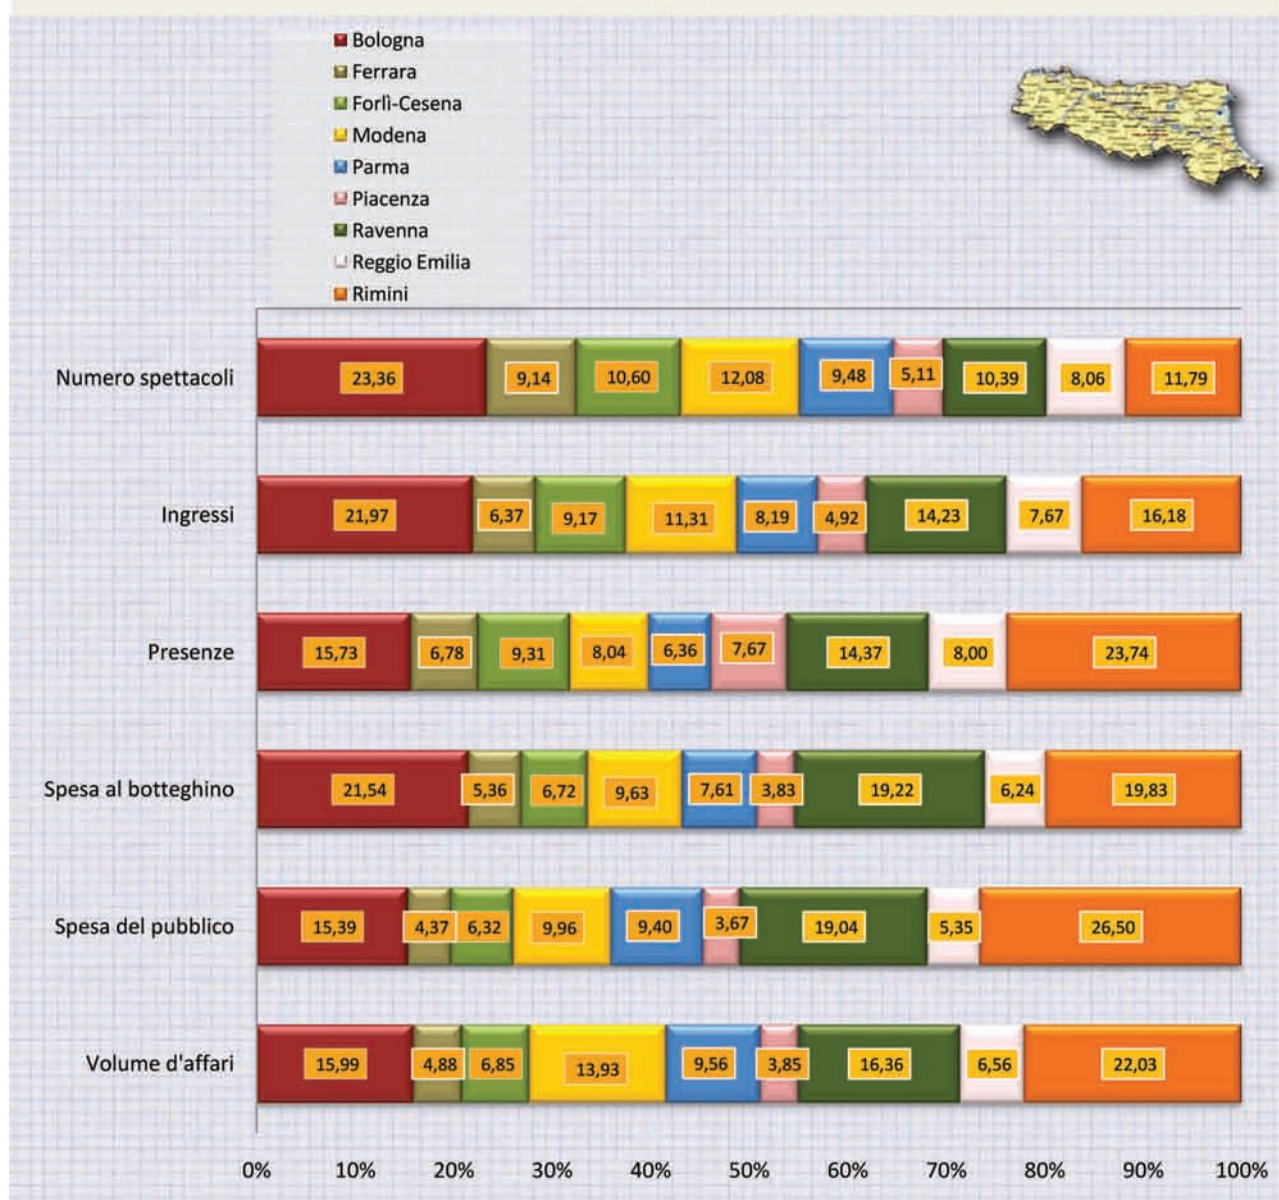 Bologna
Ferrara
Forlì-Cesena
Modena
Parma
Piacenza
Ravenna
Reggio Emilia
Rimini
Numero spettacoli 23,36 9,14 10,60 12,08 9,48 5,11 10,39 8,06 11,79
Ingressi 21,97 6,37 9,17 11,31 8,19 4,92 14,23 7,67 16,18
Presenze 15,73 6,78 9,31 8,04 6,36 7,67 14,37 8,00 23,74
Spesa al botteghino 21,54 5,36 6,72 9,63 7,61 3,83 19,22 6,24 19,83
Spesa del pubblico 15,39 4,37 6,32 9,96 9,40 3,67 19,04 5,35 26,50
Volume d'affari 15,99 4,88 6,85 13,93 9,56 3,85 16,36 6,56 22,03
0% 10% 20% 30% 40% 50% 60% 70% 80% 90% 100%